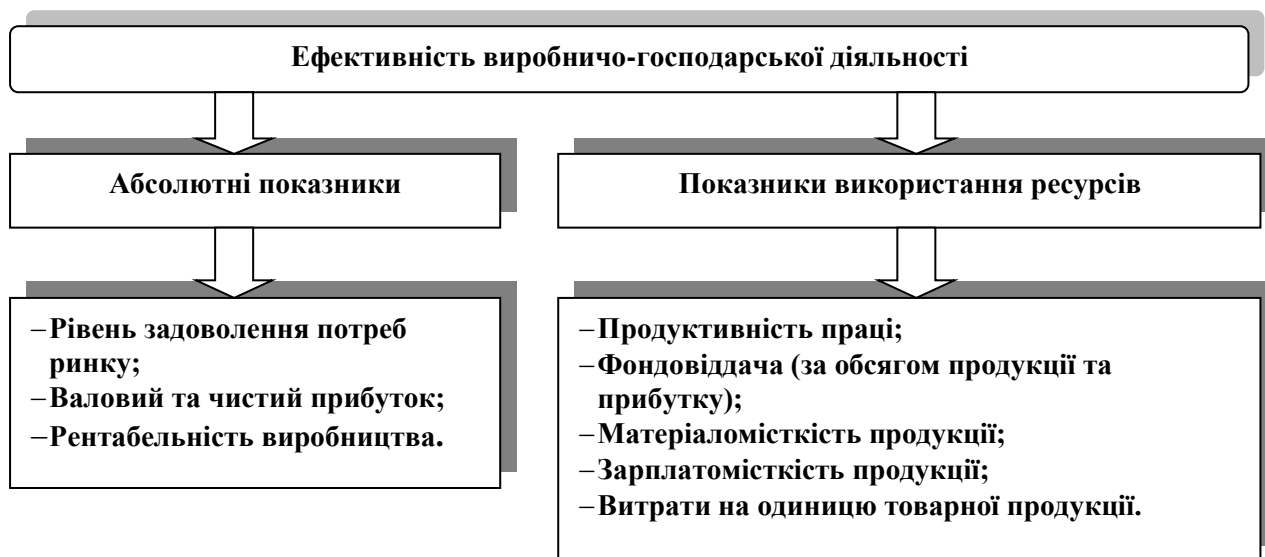 Ефективність виробничо-господарської діяльності
Абсолютні показники
Показники використання ресурсів
–Рівень задоволення потреб
ринку;
–Валовий та чистий прибуток;
–Рентабельність виробництва.
–Продуктивність праці;
–Фондовіддача (за обсягом продукції та
прибутку);
–Матеріаломісткість продукції;
–Зарплатомісткість продукції;
–Витрати на одиницю товарної продукції.